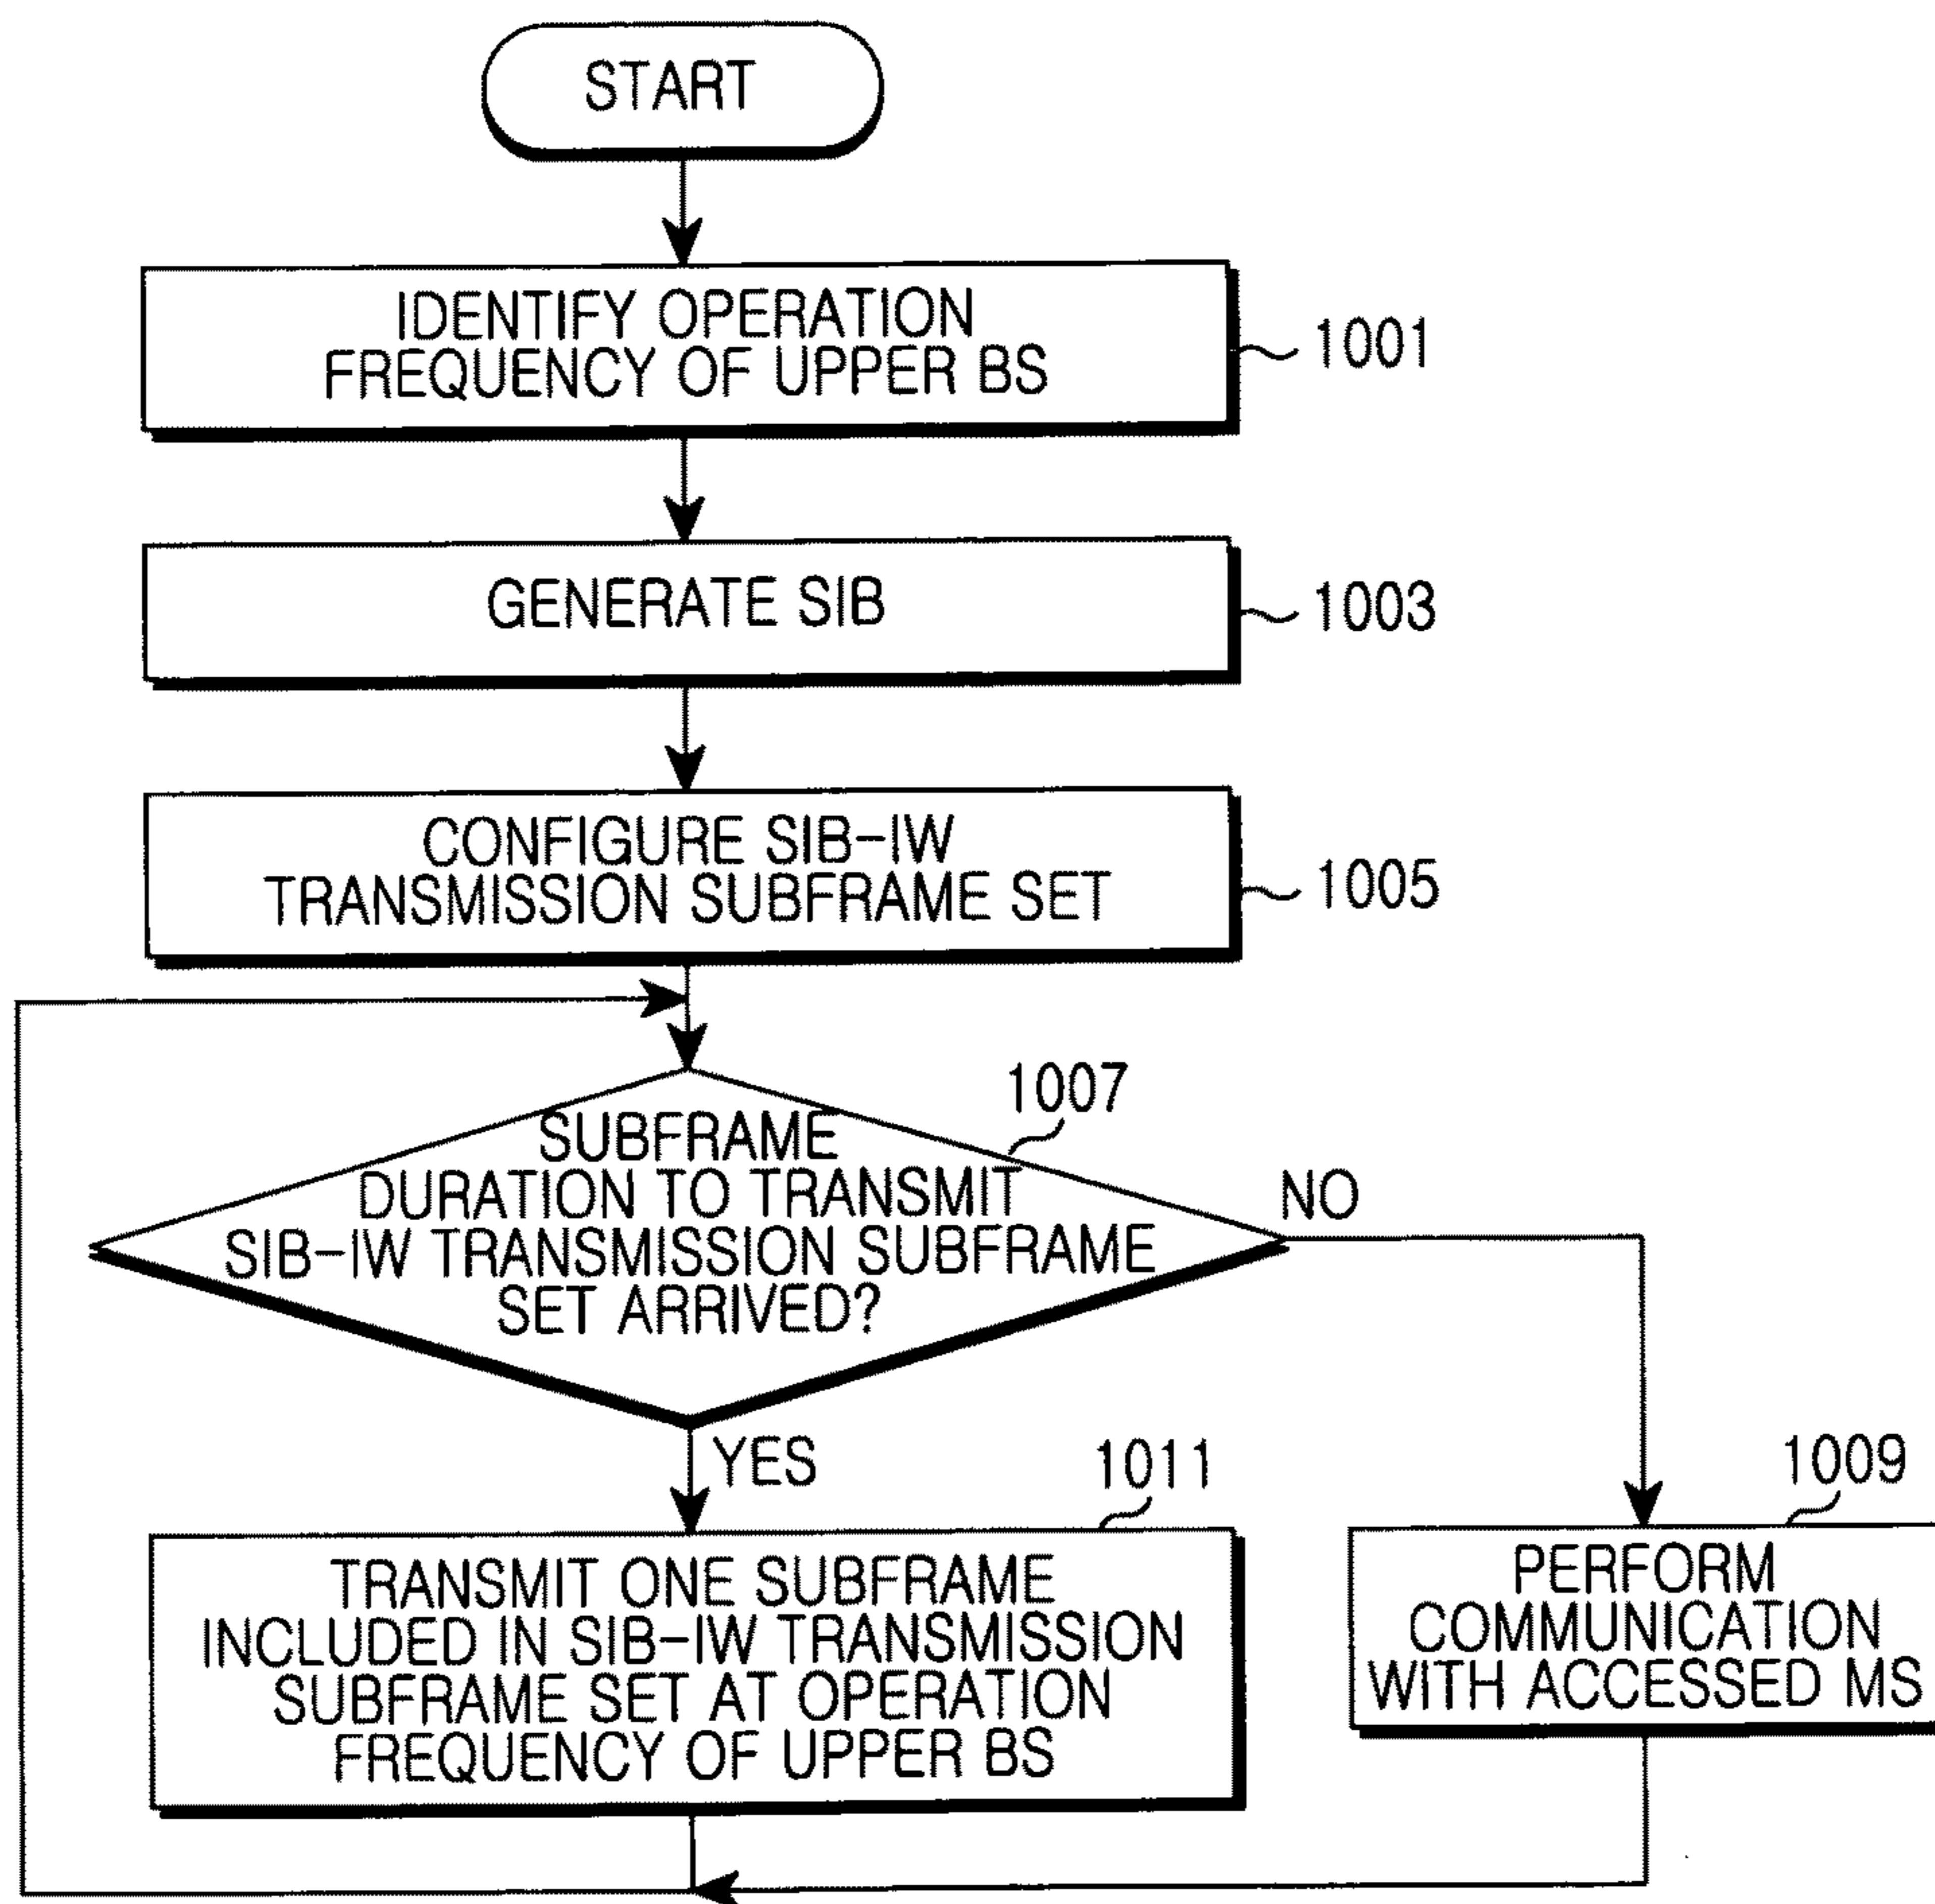 START
IDENTIFY OPERATION
FREQUENCY OF UPPER BS
1001
GENERATE SIB
1003
CONFIGURE SIB-IW
TRANSMISSION SUBFRAME SET
1005
1007
SUBFRAME
DURATION TO TRANSMIT
SIB-IW TRANSMISSION SUBFRAME
SET ARRIVED?
NO
YES
1011
TRANSMIT ONE SUBFRAME
INCLUDED IN SIB-IW TRANSMISSION
SUBFRAME SET AT OPERATION
FREQUENCY OF UPPER BS
1009
PERFORM
COMMUNICATION
WITH ACCESSED MS